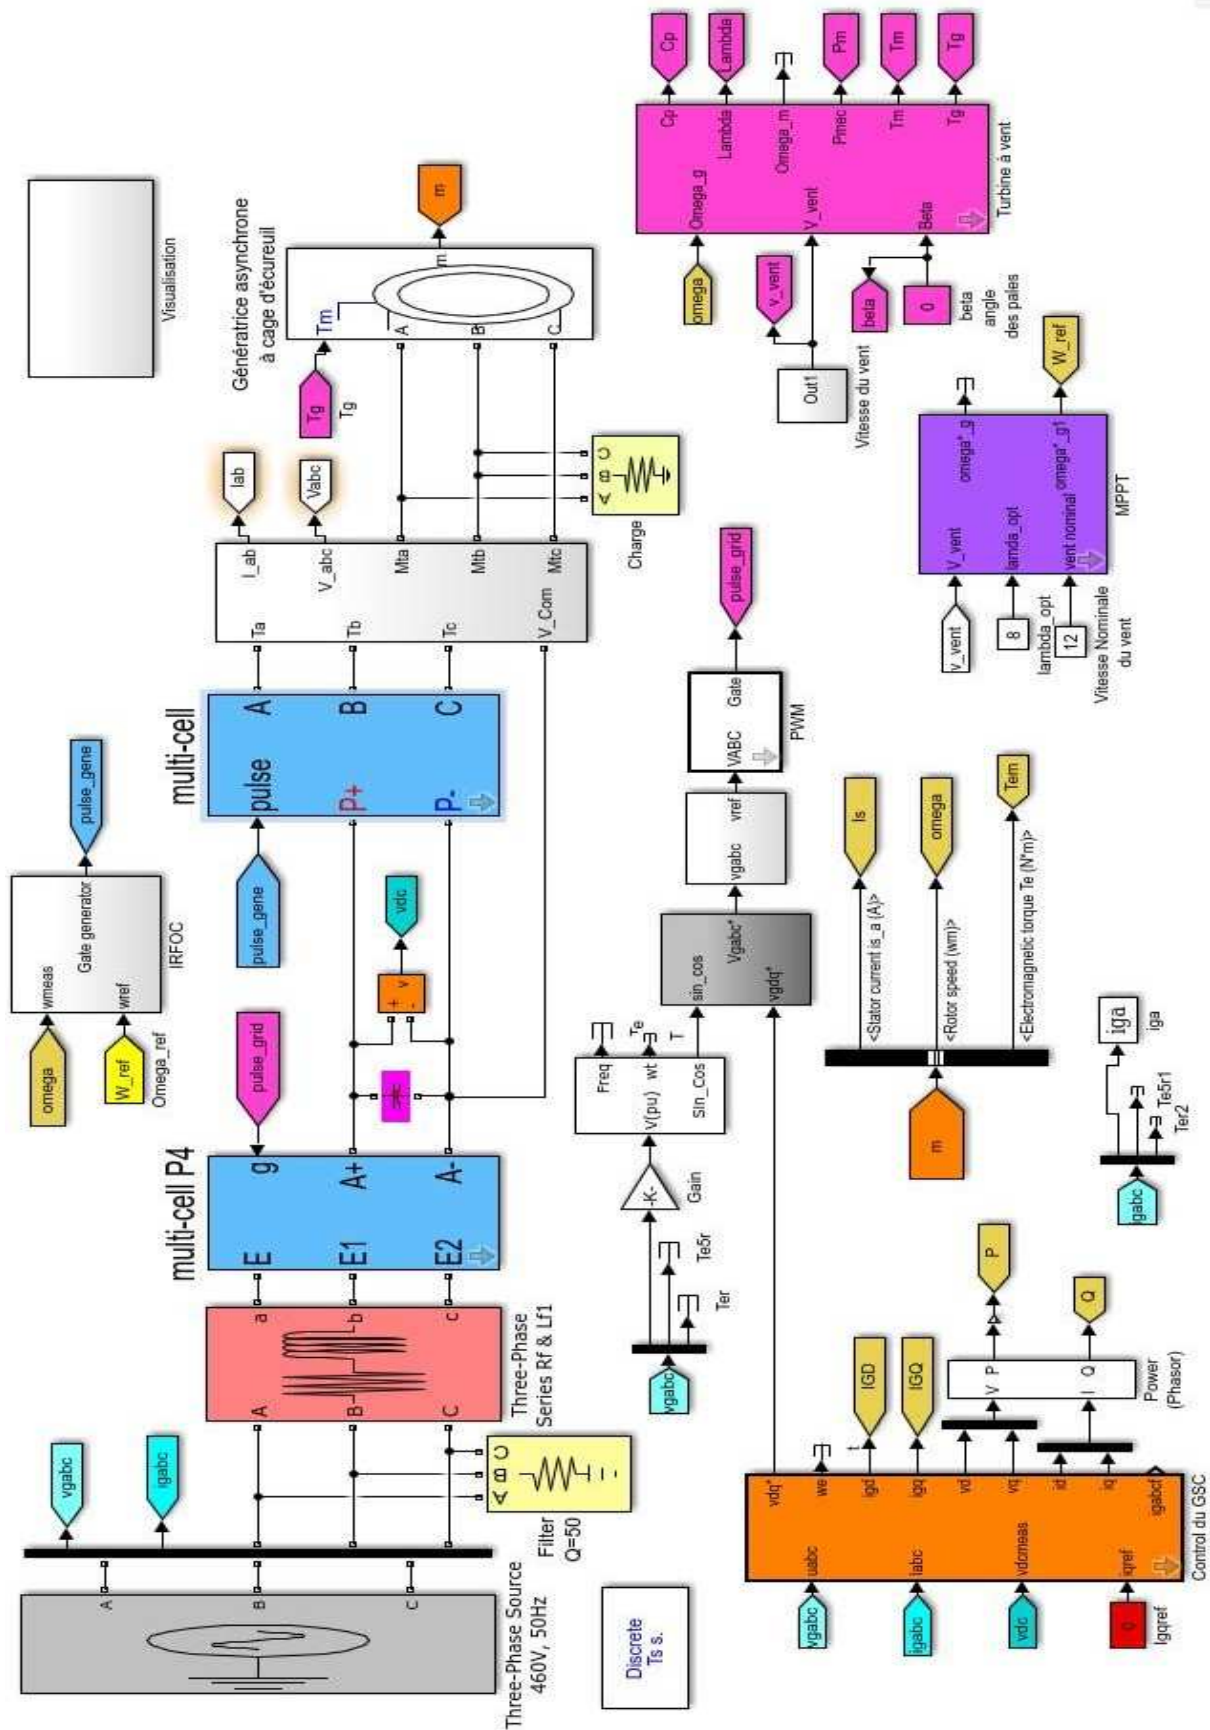 Three-Phase Source
460V, 50Hz
A
B
C
vgabc
igabc
Filter
Q=50
A
B
C
Three-Phase
Series Rf & Lf1
A
B
C
a
b
c
multi-cell P4
E
E1
E2
g
A+
A-
pulse_grid
+
-
v
vdc
omega
W_ref
Omega_ref
wmeas
wref
Gate generator
IRFOC
pulse_gene
pulse_gene
multi-cell
pulse
P+
P-
A
B
C
Ta
Tb
Tc
V_Com
I_ab
V_abc
Mta
Mtb
Mtc
Iab
Vabc
Charge
A
B
C
Tg
Tg
Génératrice asynchrone
à cage d'écureuil
Tm
A
B
C
m
m
Visualisation
Discrete
Ts s.
vgabc
Ter
Te5r
-K-
Gain
V(pu)
Freq
wt
Sin_Cos
Te
T
sin_cos
vgdq*
Vgabc*
vgabc
vref
VABC
Gate
PWM
pulse_grid
vgabc
igabc
vdc
0
Igqref
uabc
Iabc
vdcmeas
iqref
vdq*
we
igd
igq
vd
vq
id
iq
igabcf
Control du GSC
t
IGD
IGQ
V
P
I
Q
Power
(Phasor)
P
Q
m
<Stator current is_a (A)>
<Rotor speed (wm)>
<Electromagnetic torque Te (N*m)>
Is
omega
Tem
igabc
Ter2
Te5r1
iga
iga
v_vent
8
lambda_opt
12
Vitesse Nominale
du vent
V_vent
lamda_opt
vent nominal
omega*_g
omega*_g1
MPPT
W_ref
Out1
Vitesse du vent
v_vent
omega
beta
0
beta
angle
des pales
Omega_g
V_vent
Beta
Cp
Lambda
Omega_m
Pmec
Tm
Tg
Turbine à vent
Cp
Lambda
Pm
Tm
Tg